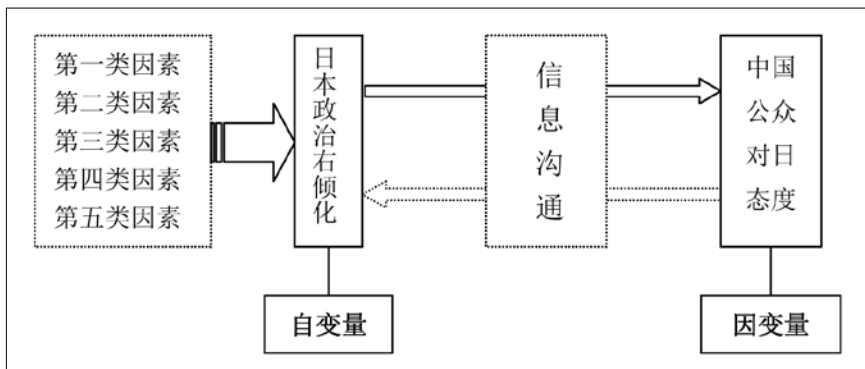 第一类因素
第二类因素
第三类因素
第四类因素
第五类因素
日本政治右倾化
信息沟通
中国
公众
对日
态度
自变量
因变量